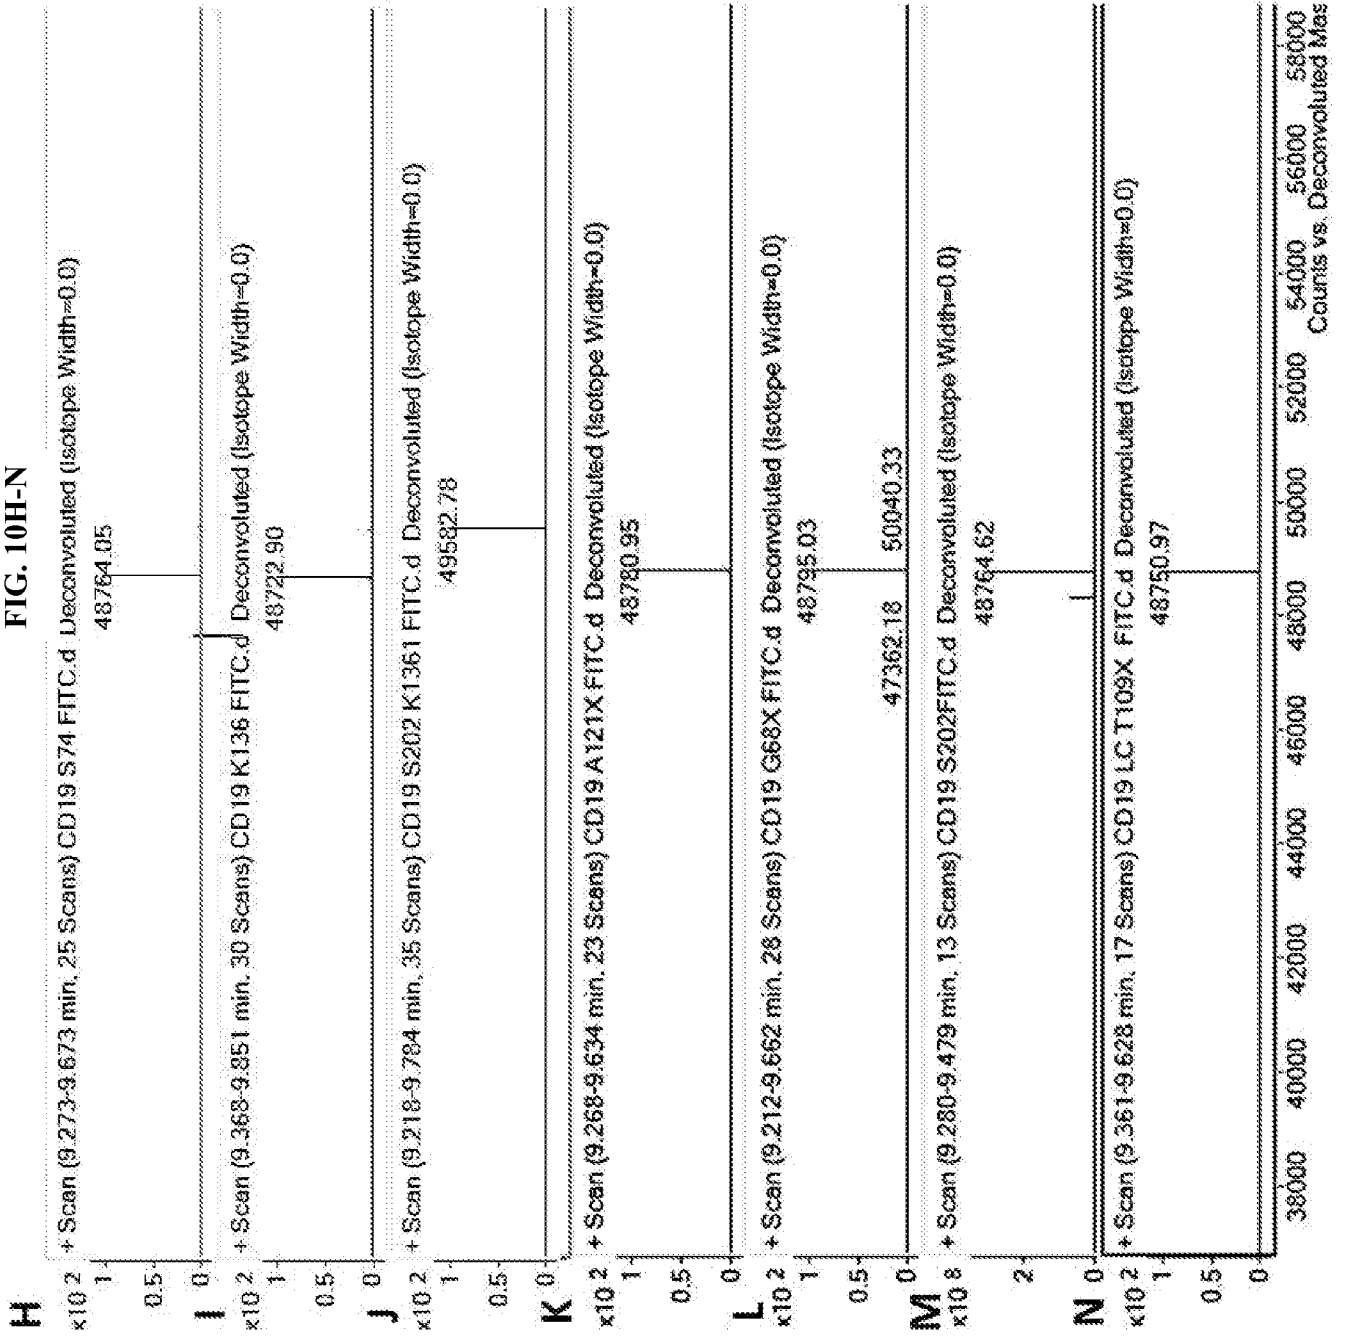 FIG. 10H-N
H
x10 2
+ Scan (9.273-9.673 min, 25 Scans) CD19 S74 FITC.d Deconvoluted (Isotope Width=0.0)
1
48764.05
0.5
0
I
x10 2
+ Scan (9.368-9.851 min, 30 Scans) CD19 K136 FITC.d Deconvoluted (Isotope Width=0.0)
1
48722.90
0.5
0
J
x10 2
+ Scan (9.218-9.784 min, 35 Scans) CD19 S202 K1361 FITC.d Deconvoluted (Isotope Width=0.0)
1
49582.78
0.5
0
K
x10 2
+ Scan (9.268-9.634 min, 23 Scans) CD19 A121X FITC.d Deconvoluted (Isotope Width=0.0)
1
48780.95
0.5
0
L
x10 2
+ Scan (9.212-9.662 min, 28 Scans) CD19 G68X FITC.d Deconvoluted (Isotope Width=0.0)
1
48795.03
0.5
47362.18 50040.33
0
M
x10 8
+ Scan (9.280-9.479 min, 13 Scans) CD19 S202FITC.d Deconvoluted (Isotope Width=0.0)
48764.62
2
0
N
x10 2
+ Scan (9.361-9.628 min, 17 Scans) CD19 LC T109X FITC.d Deconvoluted (Isotope Width=0.0)
1
48750.97
0.5
0
38000 40000 42000 44000 46000 48000 50000 52000 54000 56000 58000
Counts vs. Deconvoluted Mas